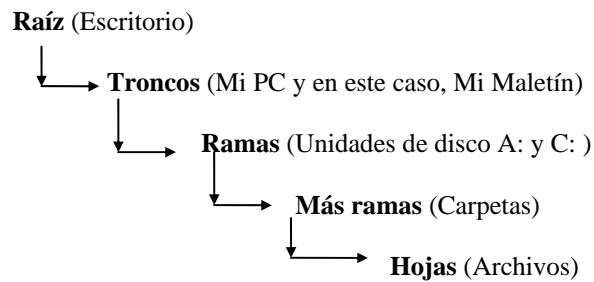 Raíz (Escritorio)
Troncos (Mi PC y en este caso, Mi Maletín)
Ramas (Unidades de disco A: y C: )
Más ramas (Carpetas)
Hojas (Archivos)